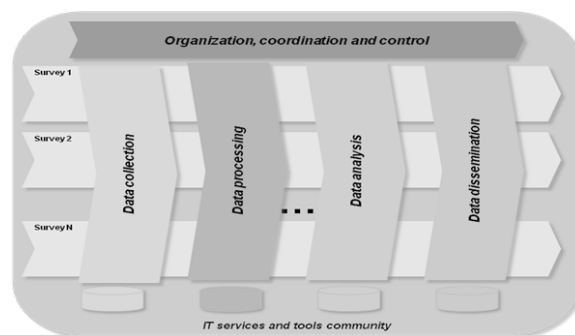 Organization, coordination and control
Survey 1
Survey 2
Survey N
Data collection
Data processing
...
Data analysis
Data dissemination
IT services and tools community